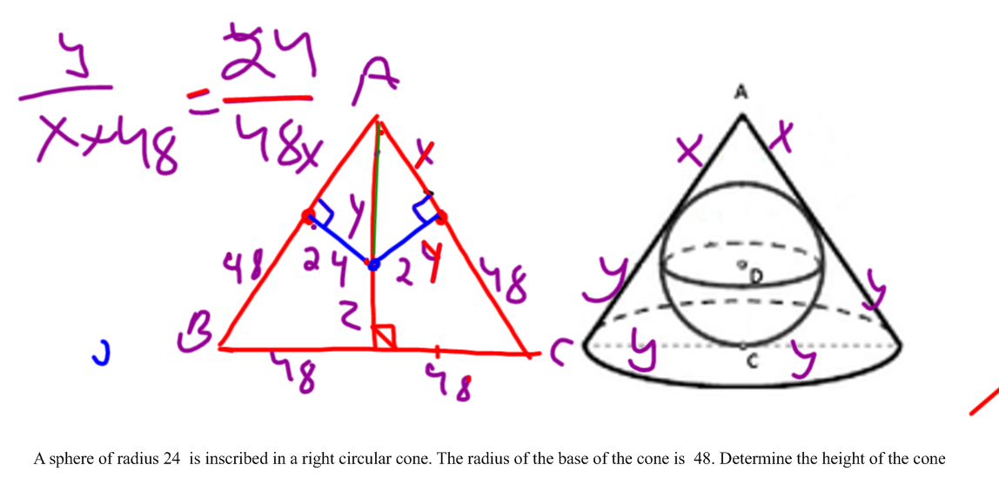 y/(x+48) = 24/48x
A
x
y
48
24
24
48
2
B
48
48
C
A
x
x
D
y
y
y
C
y
A sphere of radius 24 is inscribed in a right circular cone. The radius of the base of the cone is 48. Determine the height of the cone